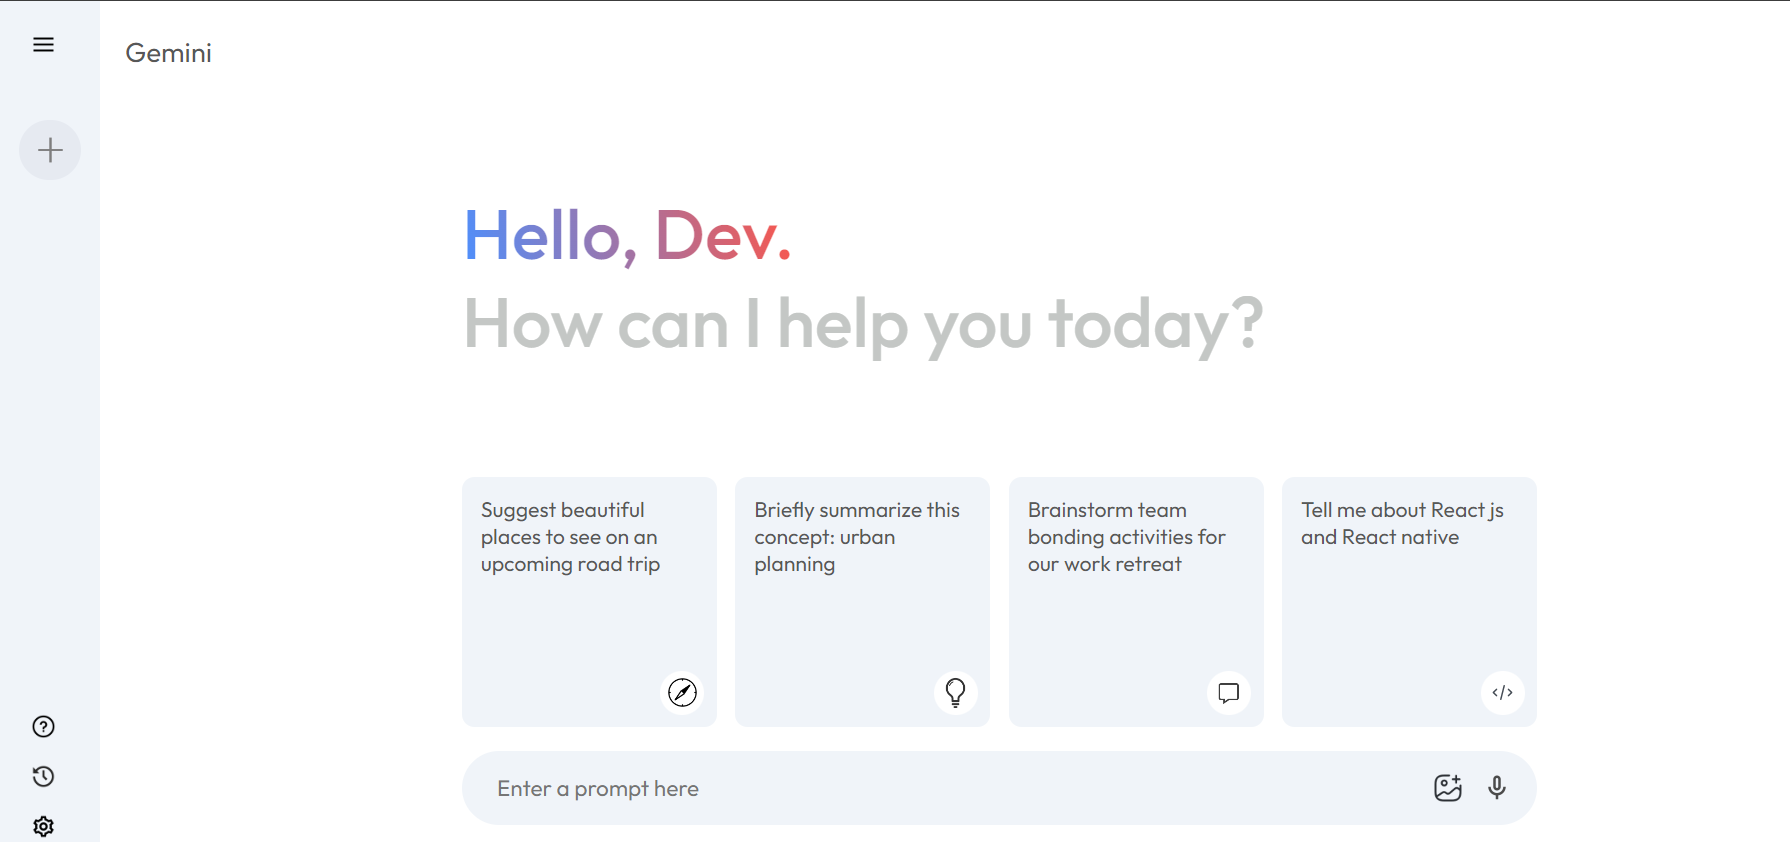 Gemini
Hello, Dev.
How can I help you today?
Suggest beautiful
places to see on an
upcoming road trip
Briefly summarize this
concept: urban
planning
Brainstorm team
bonding activities for
our work retreat
Tell me about React js
and React native
Enter a prompt here